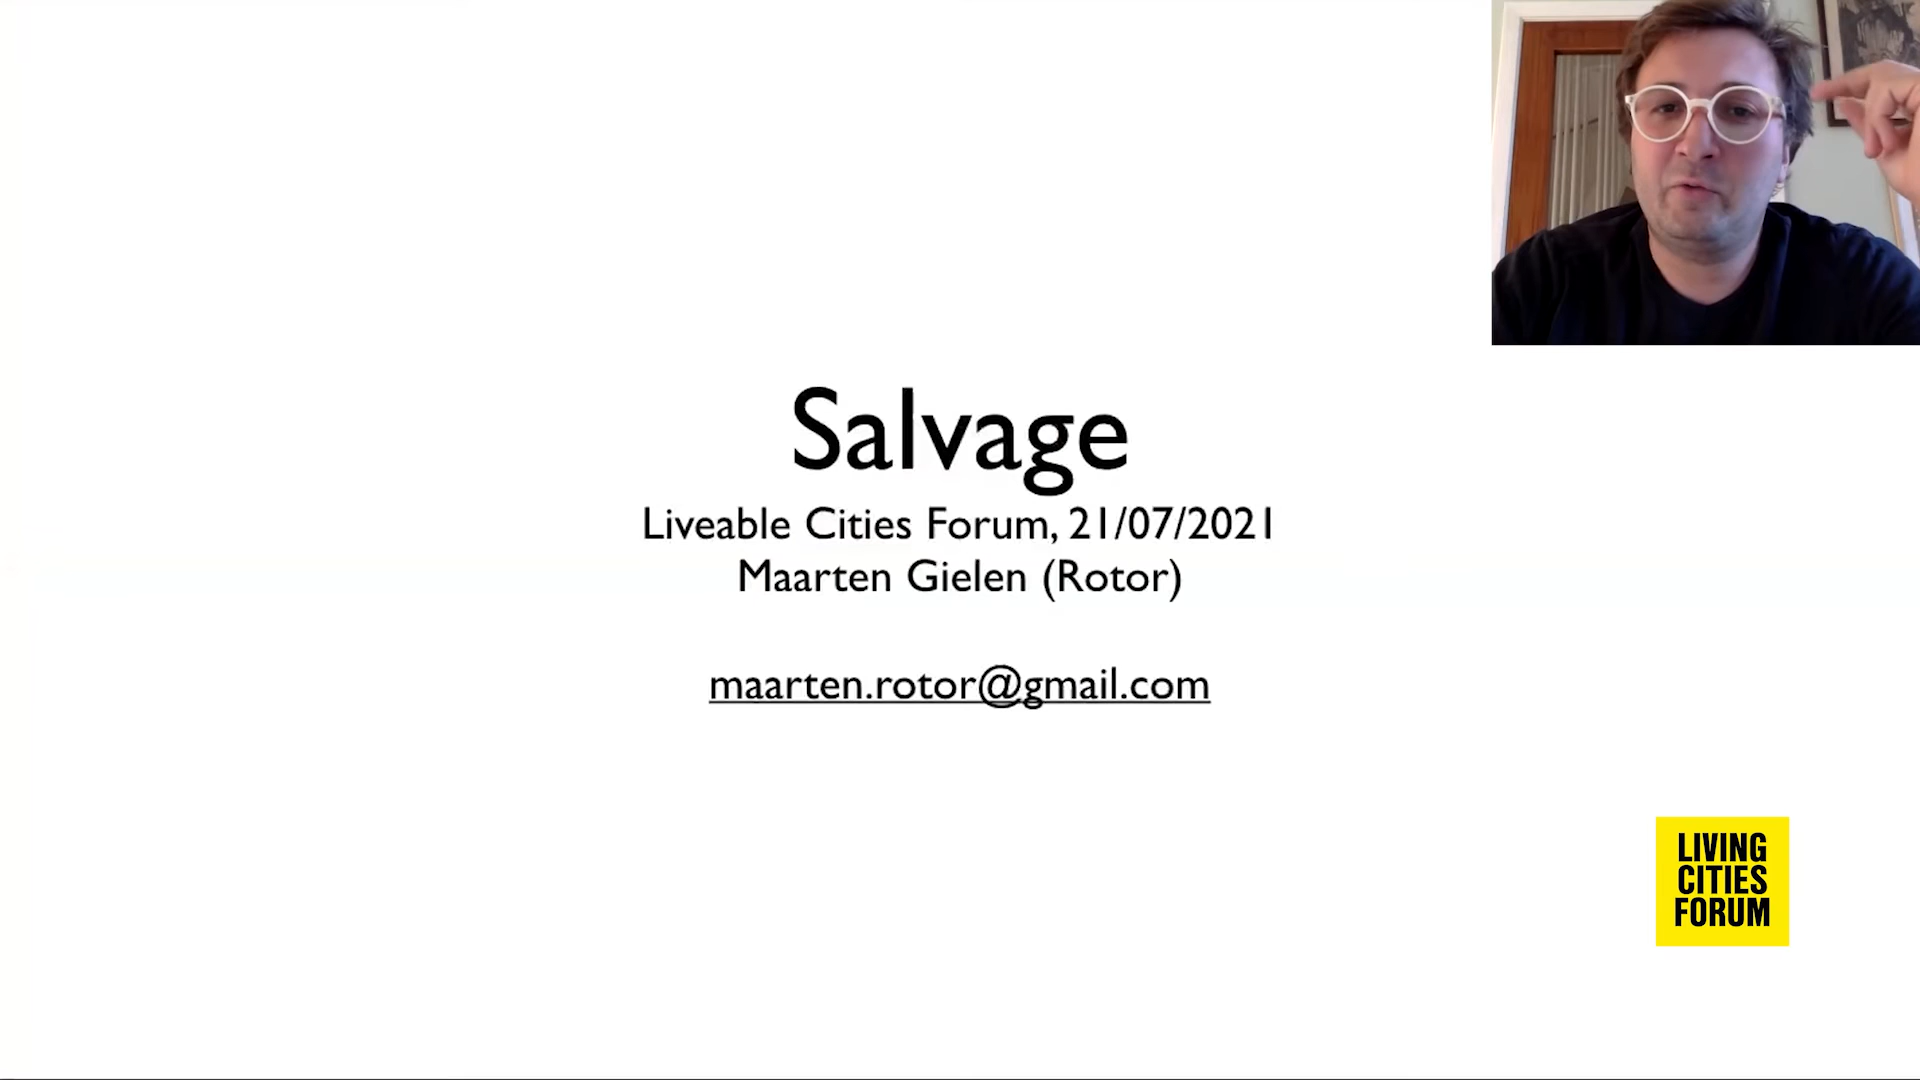 Salvage
Liveable Cities Forum, 21/07/2021
Maarten Gielen (Rotor)
maarten.rotor@gmail.com
LIVING
CITIES
FORUM